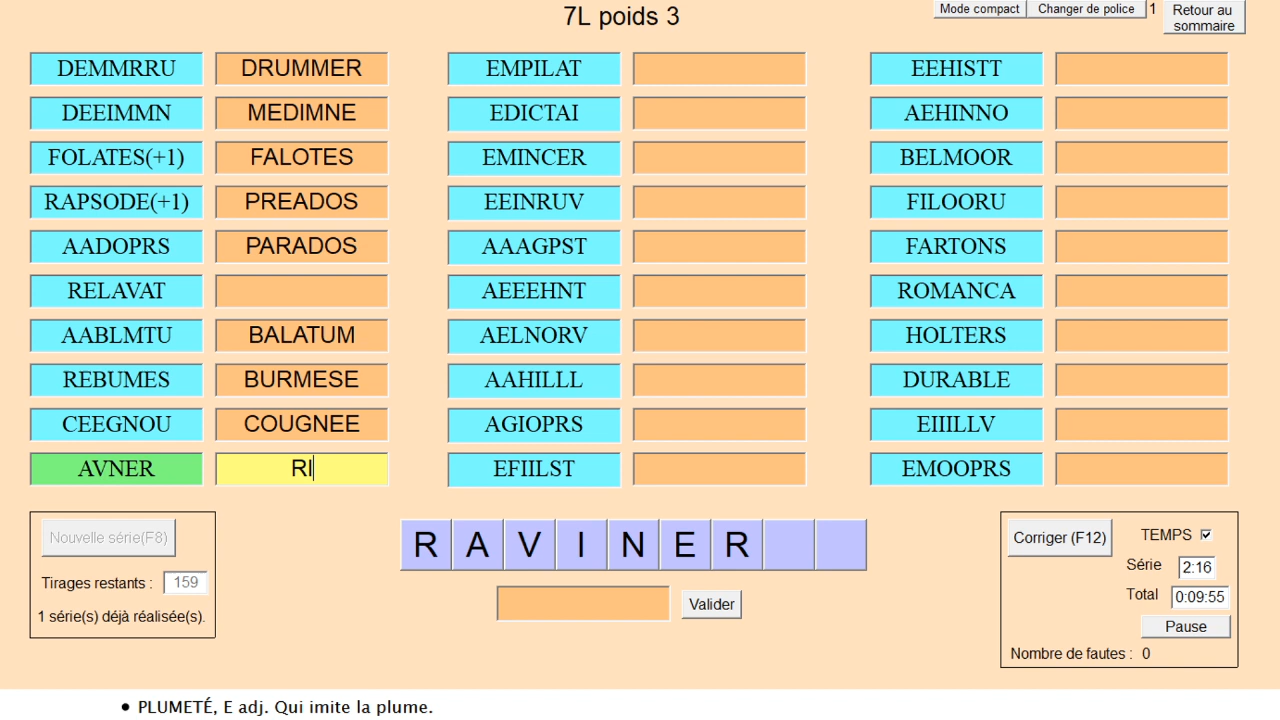 7L poids 3
Mode compact Changer de police 1 Retour au sommaire
DEMMRRU DRUMMER EMPILAT EEHISTT
DEEIMMN MEDIMNE EDICTAI AEHINNO
FOLATES(+1) FALOTES EMINCER BELMOOR
RAPSODE(+1) PREADOS EEINRUV FILOORU
AADOPRS PARADOS AAAGPST FARTONS
RELAVAT AEEEHNT ROMANCA
AABLMTU BALATUM AELNORV HOLTERS
REBUMES BURMESE AAHILLL DURABLE
CEEGNOU COUGNEE AGIOPRS EIIILLV
AVNER RI EFIILST EMOOPRS
Nouvelle série(F8)
Tirages restants : 159
1 série(s) déjà réalisée(s).
R A V I N E R
Valider
Corriger (F12) TEMPS
Série 2:16
Total 0:09:55
Pause
Nombre de fautes : 0
• PLUMETÉ, E adj. Qui imite la plume.